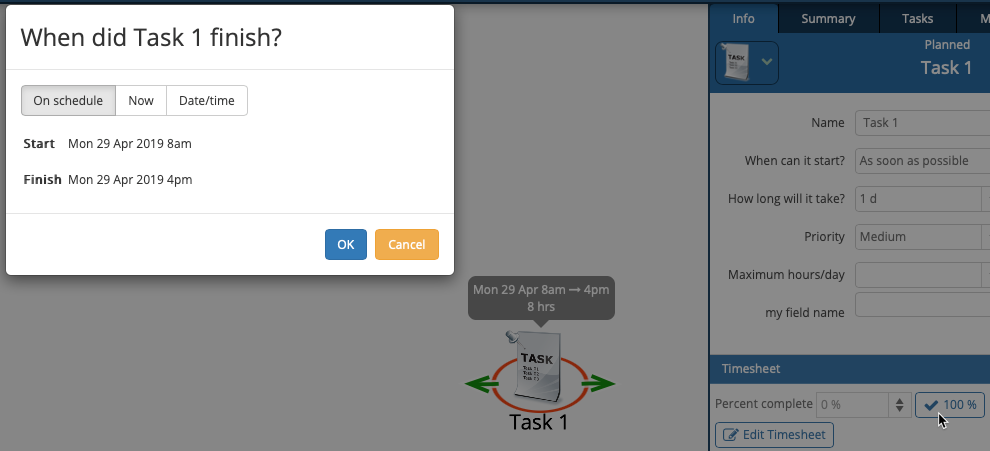 When did Task 1 finish?
On schedule
Now
Date/time
Start Mon 29 Apr 2019 8am
Finish Mon 29 Apr 2019 4pm
OK
Cancel
Mon 29 Apr 8am → 4pm
8 hrs
TASK
Task 1
Info
Summary
Tasks
M
Planned
Task 1
Name Task 1
When can it start? As soon as possible
How long will it take? 1 d
Priority Medium
Maximum hours/day
my field name
Timesheet
Percent complete 0 % 100 %
Edit Timesheet